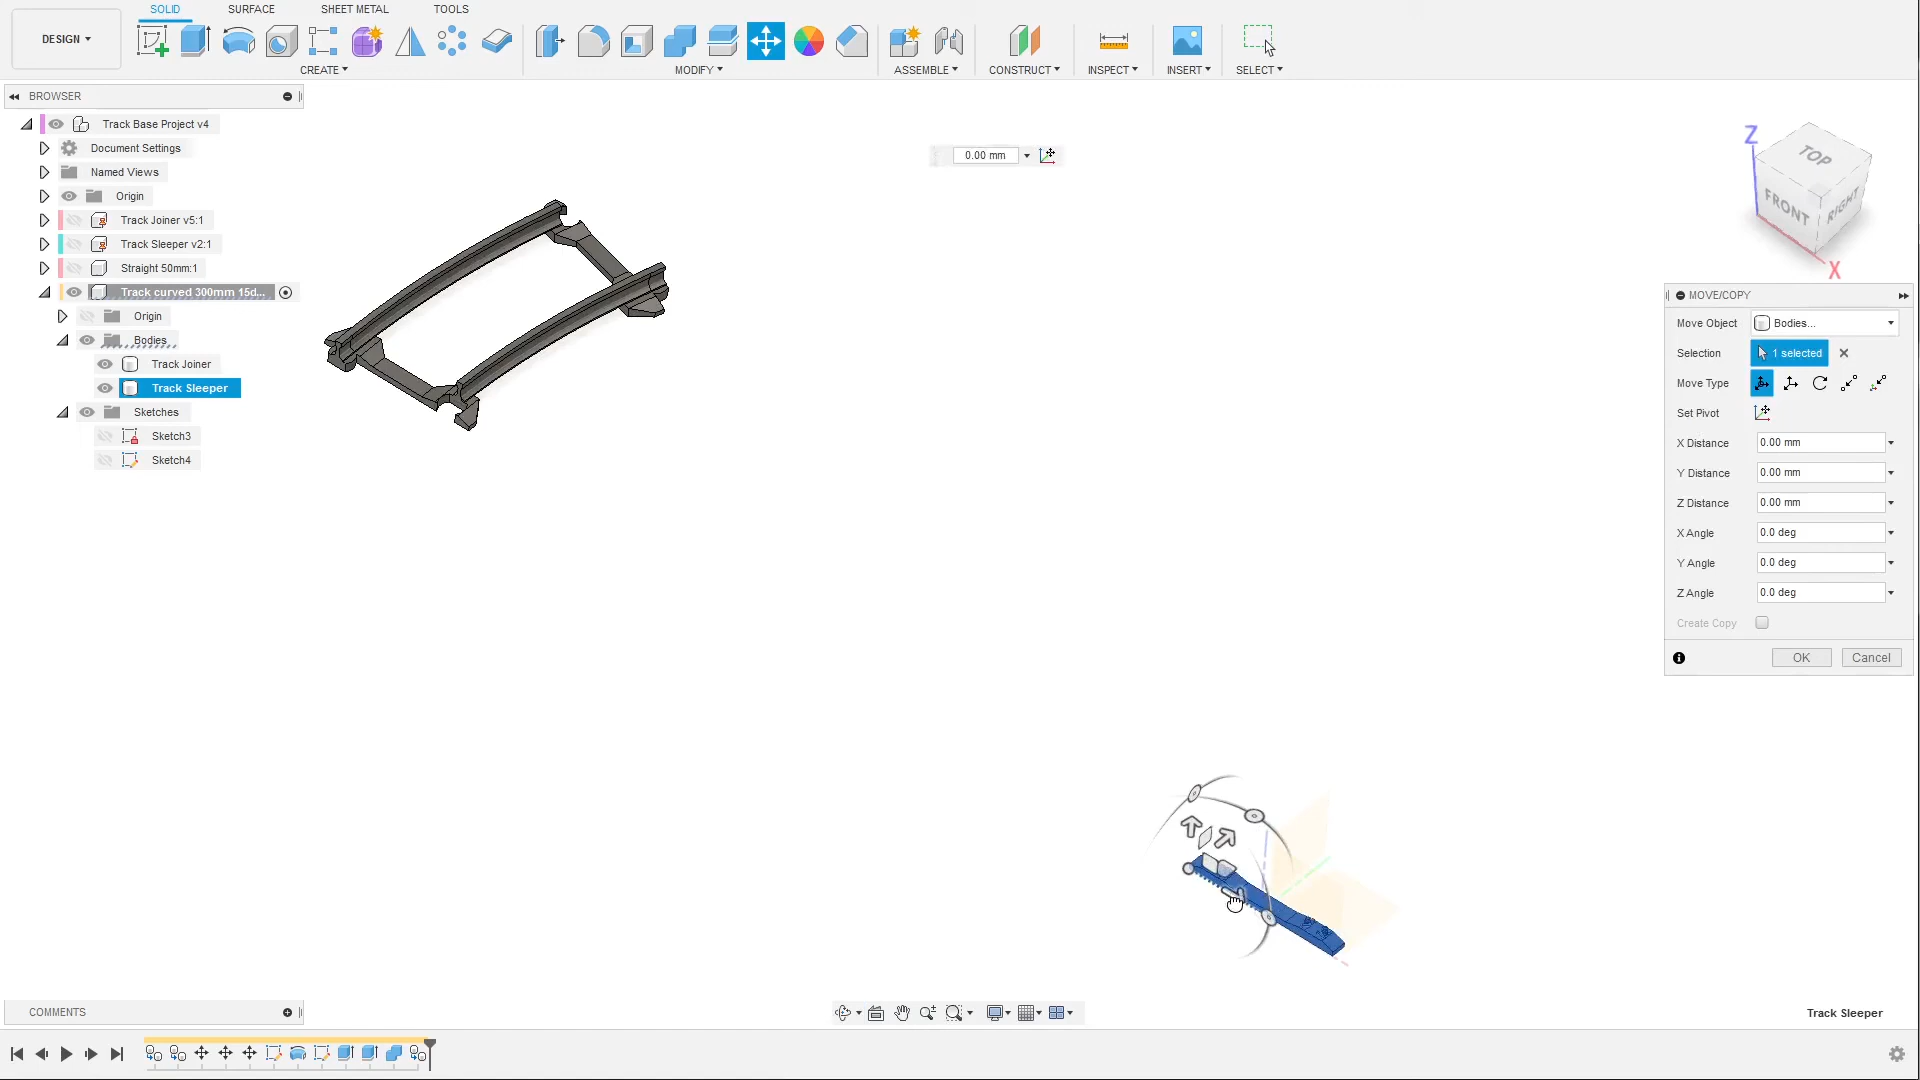 SOLID SURFACE SHEET METAL TOOLS
DESIGN
CREATE MODIFY ASSEMBLE CONSTRUCT INSPECT INSERT SELECT
BROWSER
Track Base Project v4
Document Settings
Named Views
Origin
Track Joiner v5:1
Track Sleeper v2:1
Straight 50mm:1
Track curved 300mm 15d...
Origin
Bodies
Track Joiner
Track Sleeper
Sketches
Sketch3
Sketch4
0.00 mm
Z
TOP
FRONT
RIGHT
X
MOVE/COPY
Move Object Bodies...
Selection 1 selected
Move Type
Set Pivot
X Distance 0.00 mm
Y Distance 0.00 mm
Z Distance 0.00 mm
X Angle 0.0 deg
Y Angle 0.0 deg
Z Angle 0.0 deg
Create Copy
OK Cancel
COMMENTS
Track Sleeper